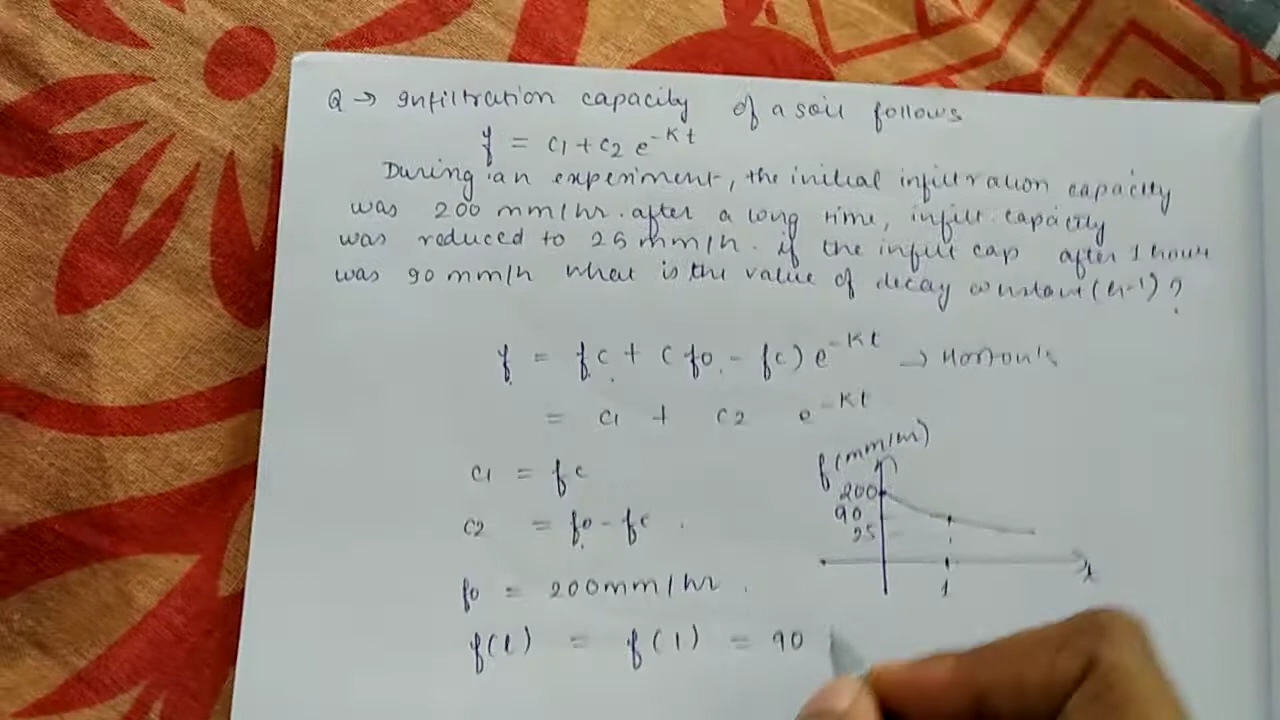 Q → Infiltration capacity of a soil follows
f = c1 + c2 e^-kt
During an experiment, the initial infiltration capacity
was 200 mm/hr. after a long time, infilt. capacity
was reduced to 25 mm/h. if the infilt cap after 1 hour
was 90 mm/h what is the value of decay constant (h-1)?
f = fc + (fo - fc) e^-kt → Horton's
= c1 + c2 e^-kt
c1 = fc
c2 = fo - fc.
fo = 200mm/hr.
f(t) = f(1) = 90
f(mm/hr)
200
90
25
1
t